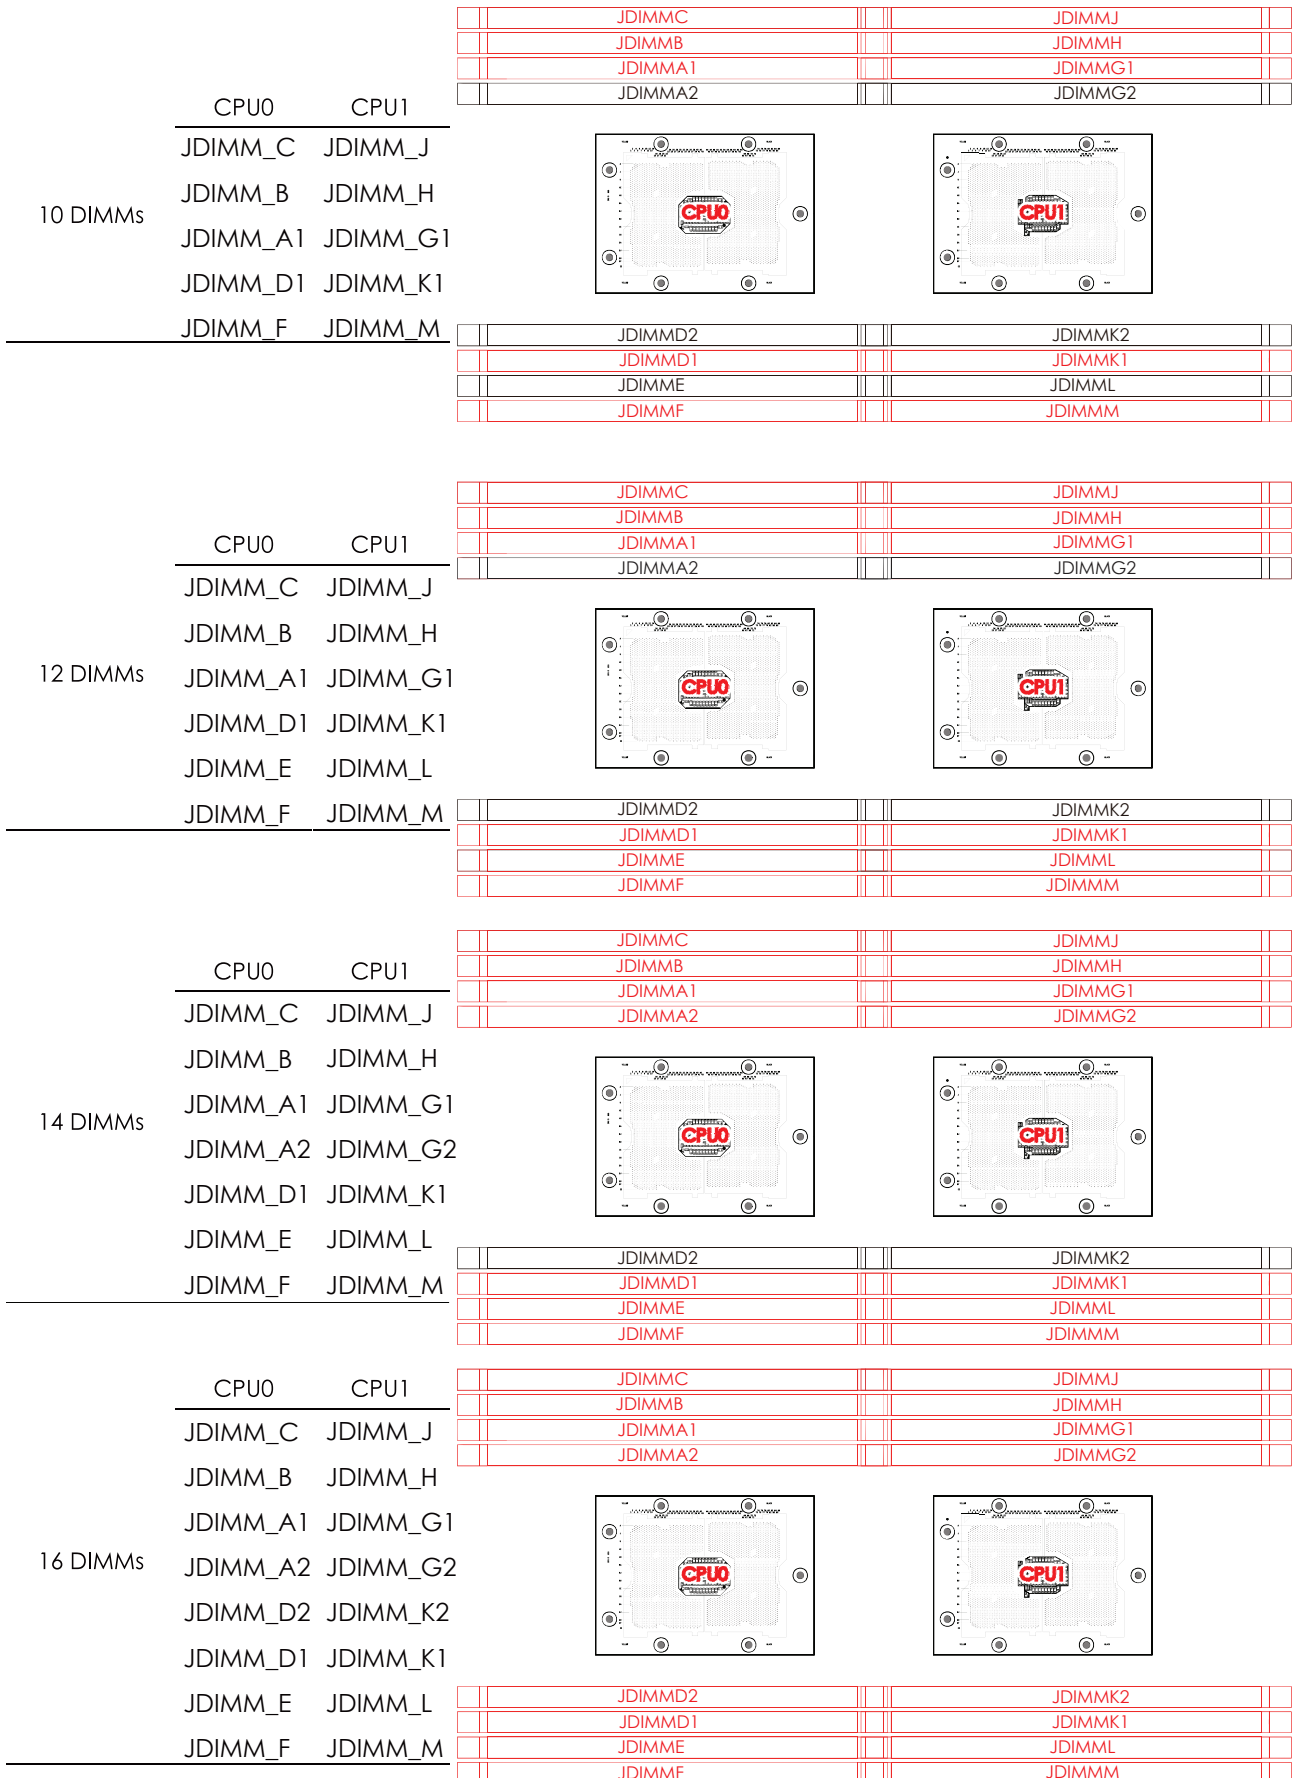 JDIMMC JDIMMJ
JDIMMB JDIMMH
JDIMMA1 JDIMMG1
JDIMMA2 JDIMMG2
CPU0 CPU1
JDIMM_C JDIMM_J
JDIMM_B JDIMM_H
10 DIMMs
JDIMM_A1 JDIMM_G1
JDIMM_D1 JDIMM_K1
JDIMM_F JDIMM_M
CPU0 CPU1
JDIMMD2 JDIMMK2
JDIMMD1 JDIMMK1
JDIMME JDIMML
JDIMMF JDIMMM
JDIMMC JDIMMJ
JDIMMB JDIMMH
JDIMMA1 JDIMMG1
JDIMMA2 JDIMMG2
CPU0 CPU1
JDIMM_C JDIMM_J
JDIMM_B JDIMM_H
12 DIMMs
JDIMM_A1 JDIMM_G1
JDIMM_D1 JDIMM_K1
JDIMM_E JDIMM_L
JDIMM_F JDIMM_M
CPU0 CPU1
JDIMMD2 JDIMMK2
JDIMMD1 JDIMMK1
JDIMME JDIMML
JDIMMF JDIMMM
JDIMMC JDIMMJ
JDIMMB JDIMMH
JDIMMA1 JDIMMG1
JDIMMA2 JDIMMG2
CPU0 CPU1
JDIMM_C JDIMM_J
JDIMM_B JDIMM_H
JDIMM_A1 JDIMM_G1
14 DIMMs
JDIMM_A2 JDIMM_G2
JDIMM_D1 JDIMM_K1
JDIMM_E JDIMM_L
JDIMM_F JDIMM_M
CPU0 CPU1
JDIMMD2 JDIMMK2
JDIMMD1 JDIMMK1
JDIMME JDIMML
JDIMMF JDIMMM
JDIMMC JDIMMJ
JDIMMB JDIMMH
JDIMMA1 JDIMMG1
JDIMMA2 JDIMMG2
CPU0 CPU1
JDIMM_C JDIMM_J
JDIMM_B JDIMM_H
JDIMM_A1 JDIMM_G1
16 DIMMs
JDIMM_A2 JDIMM_G2
JDIMM_D2 JDIMM_K2
JDIMM_D1 JDIMM_K1
JDIMM_E JDIMM_L
JDIMM_F JDIMM_M
CPU0 CPU1
JDIMMD2 JDIMMK2
JDIMMD1 JDIMMK1
JDIMME JDIMML
JDIMMF JDIMMM